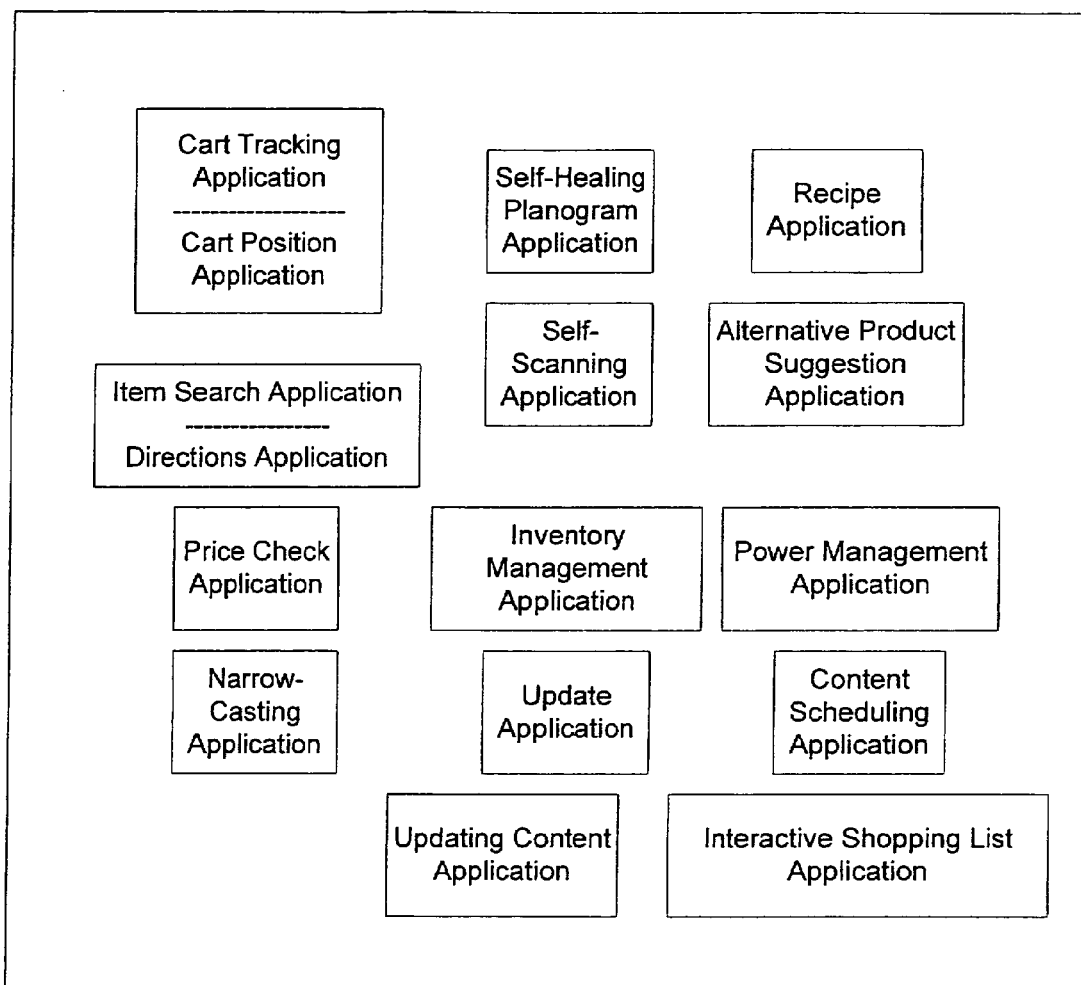 Cart Tracking
Application
--------------------
Cart Position
Application
Self-Healing
Planogram
Application
Recipe
Application
Self-
Scanning
Application
Alternative Product
Suggestion
Application
Item Search Application
----------------
Directions Application
Price Check
Application
Inventory
Management
Application
Power Management
Application
Narrow-
Casting
Application
Update
Application
Content
Scheduling
Application
Updating Content
Application
Interactive Shopping List
Application